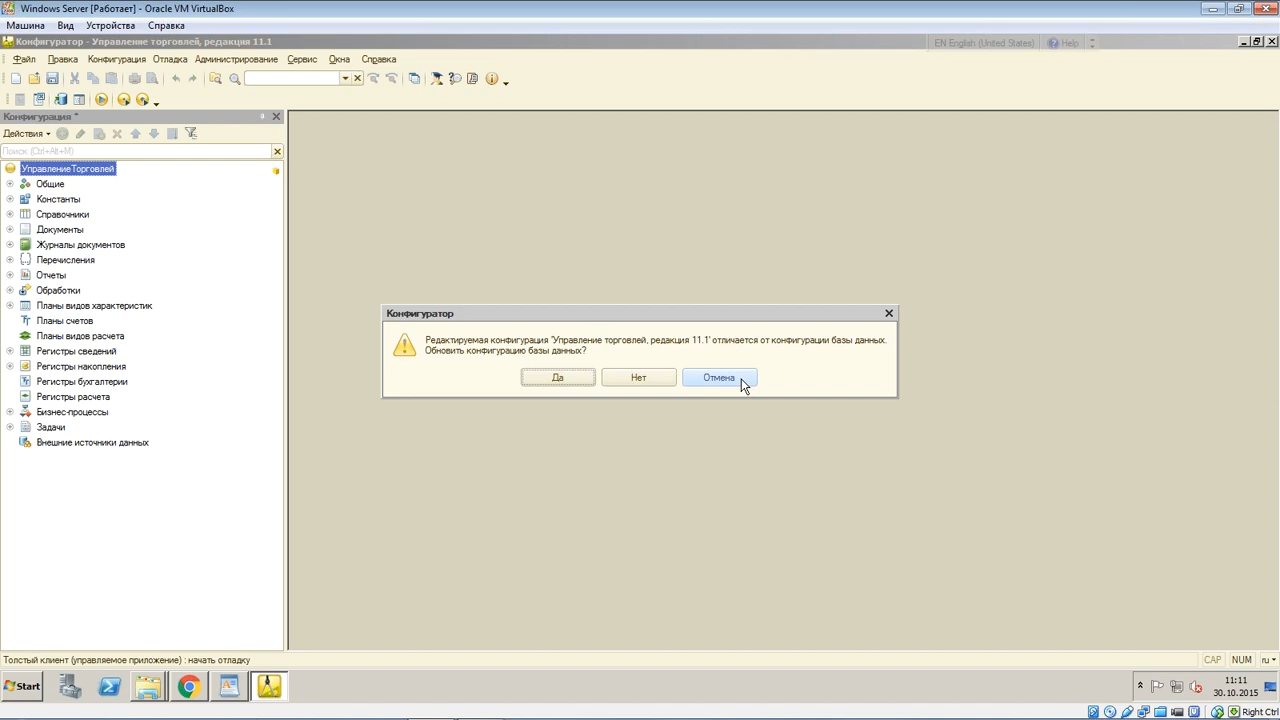 Windows Server [Работает] - Oracle VM VirtualBox
Машина Вид Устройства Справка
Конфигуратор - Управление торговлей, редакция 11.1
EN English (United States) Help
Файл Правка Конфигурация Отладка Администрирование Сервис Окна Справка
Конфигурация *
Действия
Поиск (Ctrl+Alt+M)
УправлениеТорговлей
Общие
Константы
Справочники
Документы
Журналы документов
Перечисления
Отчеты
Обработки
Планы видов характеристик
Планы счетов
Планы видов расчета
Регистры сведений
Регистры накопления
Регистры бухгалтерии
Регистры расчета
Бизнес-процессы
Задачи
Внешние источники данных
Конфигуратор
Редактируемая конфигурация 'Управление торговлей, редакция 11.1' отличается от конфигурации базы данных.
Обновить конфигурацию базы данных?
Да Нет Отмена
Толстый клиент (управляемое приложение) : начать отладку
CAP NUM ru
Start
11:11
30.10.2015
Right Ctrl